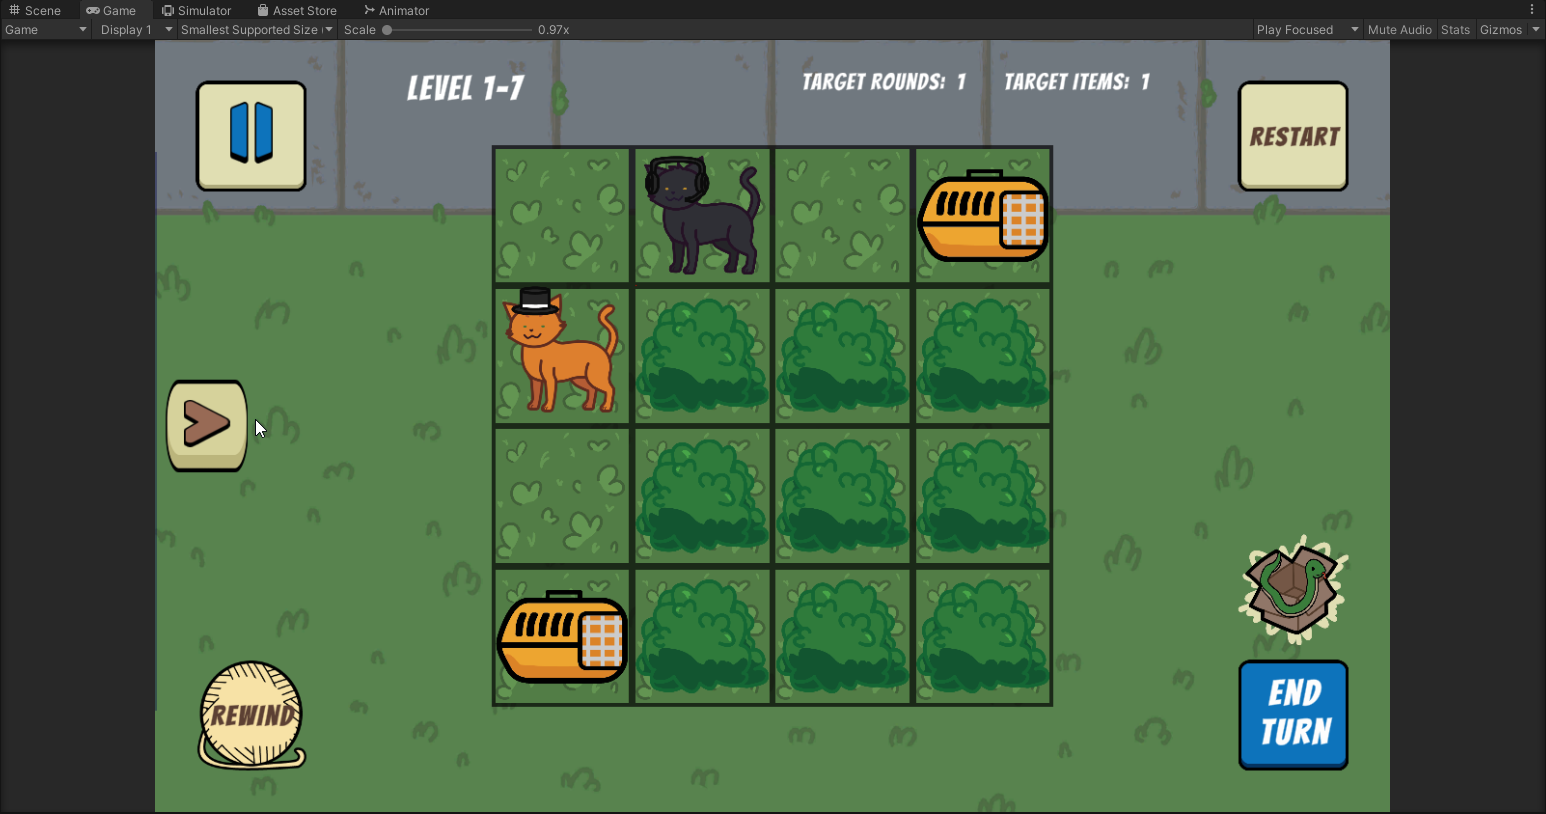 Scene Game Simulator Asset Store Animator
Game Display 1 Smallest Supported Size Scale 0.97x Play Focused Mute Audio Stats Gizmos
LEVEL 1-7
TARGET ROUNDS: 1 TARGET ITEMS: 1
RESTART
REWIND
END
TURN